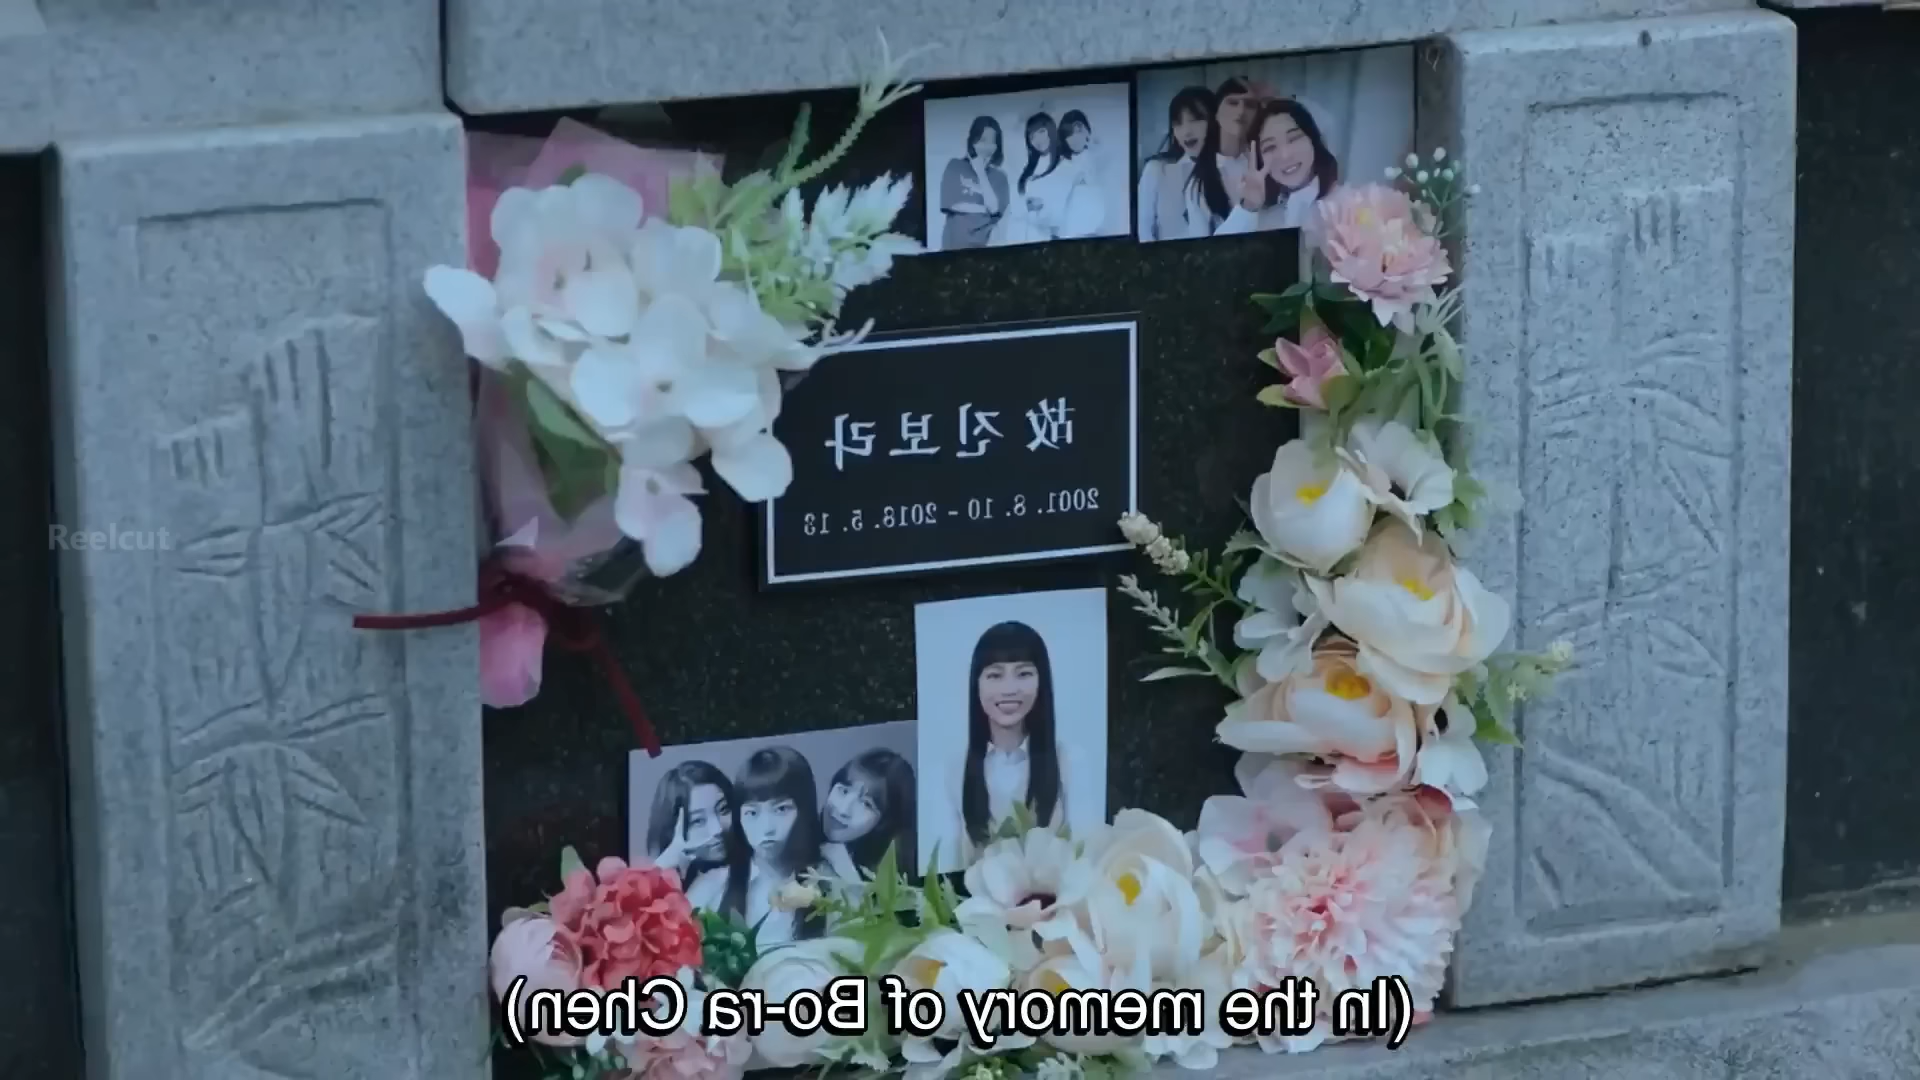 故 진보라
2001. 8. 10 - 2018. 5. 13
Reelcut
(In the memory of Bo-ra Chen)